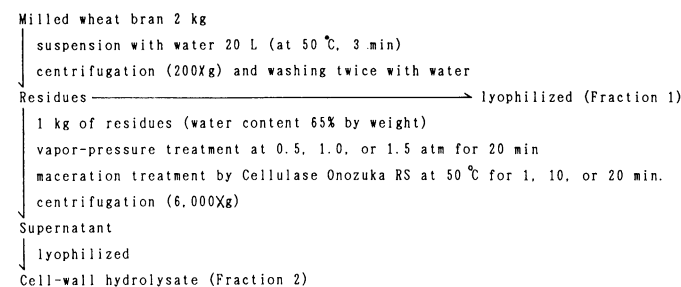 Milled wheat bran 2 kg
suspension with water 20 L (at 50 ℃, 3 min)
centrifugation (200Xg) and washing twice with water
Residues lyophilized (Fraction 1)
1 kg of residues (water content 65% by weight)
vapor-pressure treatment at 0.5, 1.0, or 1.5 atm for 20 min
maceration treatment by Cellulase Onozuka RS at 50 ℃ for 1, 10, or 20 min.
centrifugation (6,000Xg)
Supernatant
lyophilized
Cell-wall hydrolysate (Fraction 2)